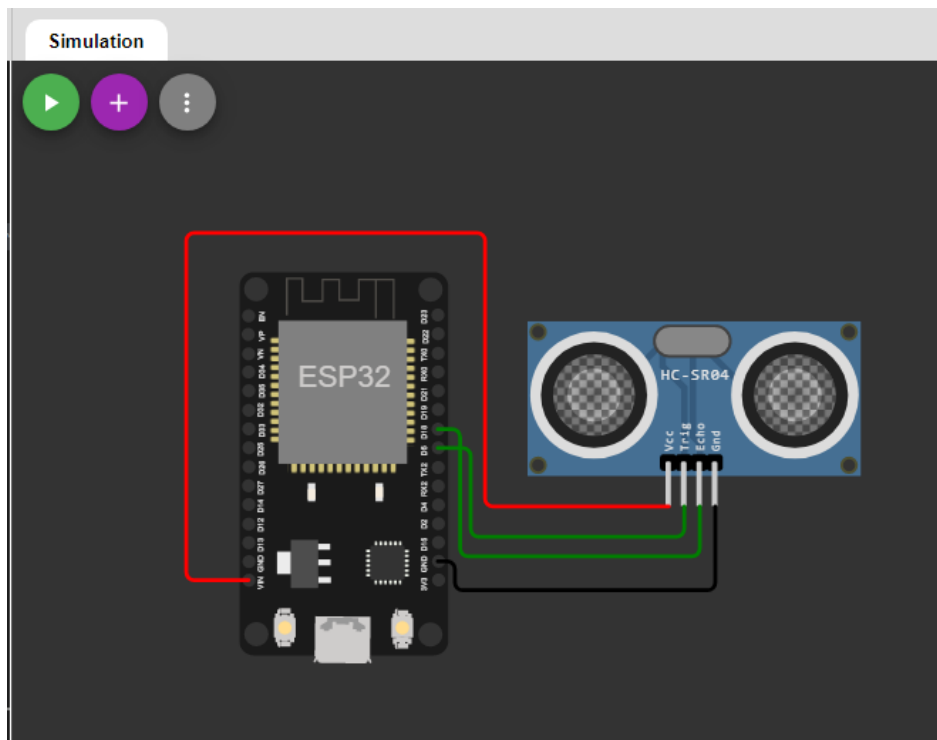 Simulation
ESP32
EN
VP
VN
D34
D35
D32
D33
D25
D26
D27
D14
D12
D13
GND
VIN
D23
D22
TX0
RX0
D21
D19
D18
D5
TX2
RX2
D4
D2
D15
GND
3V3
HC-SR04
Vcc
Trig
Echo
Gnd